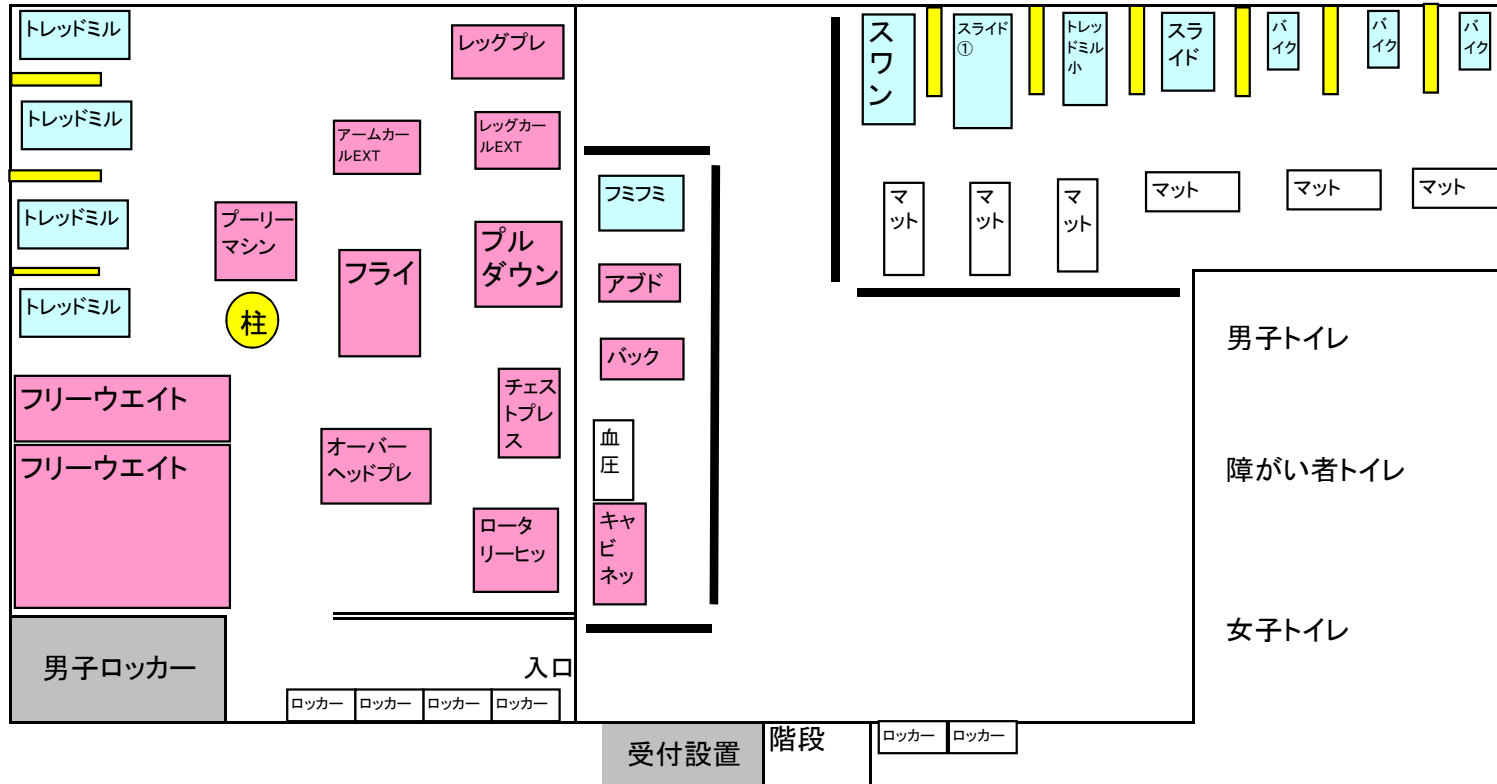 トレッドミル
トレッドミル
トレッドミル
トレッドミル
レッグプレ
アームカー
ルEXT
レッグカー
ルEXT
プーリー
マシン
フライ
プル
ダウン
柱
フリーウエイト
フリーウエイト
チェス
トプレ
ス
オーバー
ヘッドプレ
ロータ
リーヒッ
男子ロッカー
入口
ロッカー
ロッカー
ロッカー
ロッカー
フミフミ
アブド
バック
血
圧
キャ
ビ
ネッ
ス
ワ
ン
スライド
①
トレッ
ドミル
小
スラ
イド
バ
イク
バ
イク
バ
イク
マ
ット
マ
ット
マ
ット
マット
マット
マット
男子トイレ
障がい者トイレ
女子トイレ
受付設置
階段
ロッカー
ロッカー